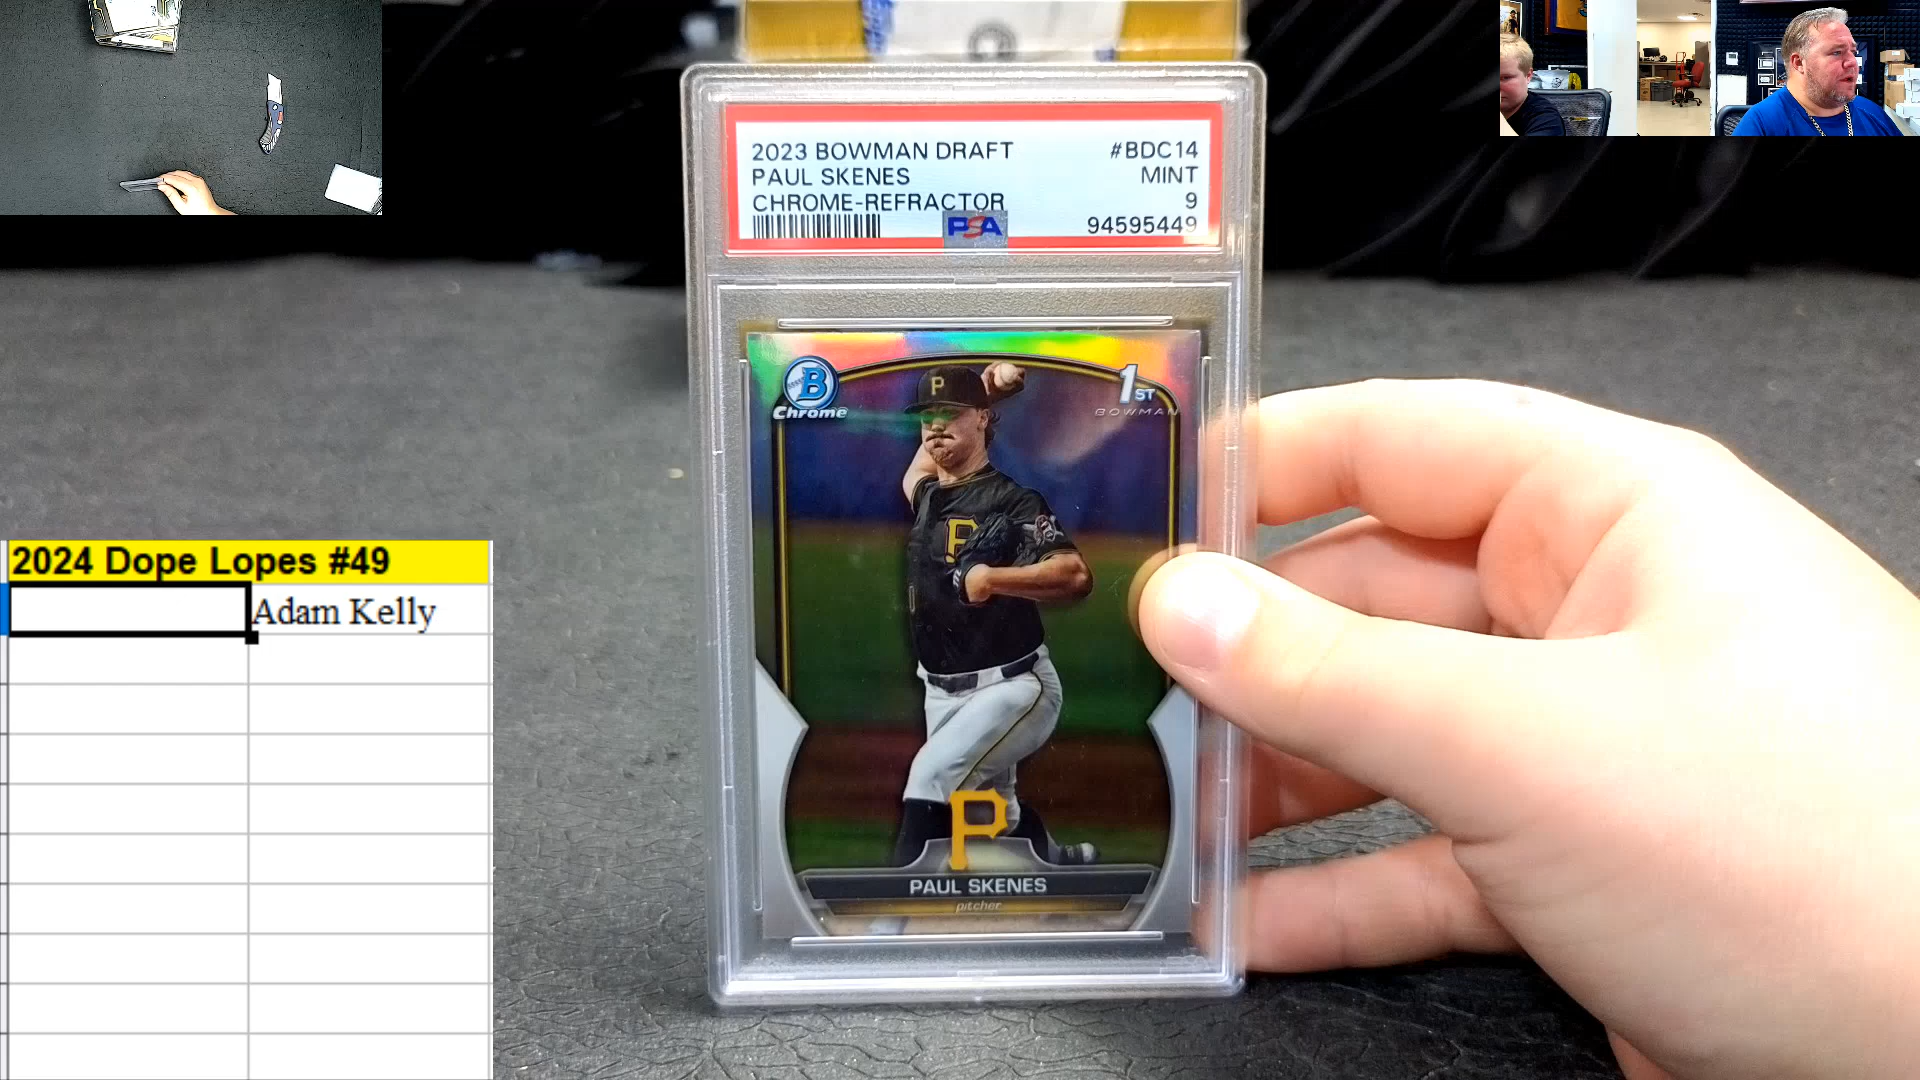 2023 BOWMAN DRAFT #BDC14
PAUL SKENES MINT
CHROME-REFRACTOR 9
PSA 94595449
B
Chrome
1ST
BOWMAN
P
P
P
PAUL SKENES
pitcher
2024 Dope Lopes #49
Adam Kelly